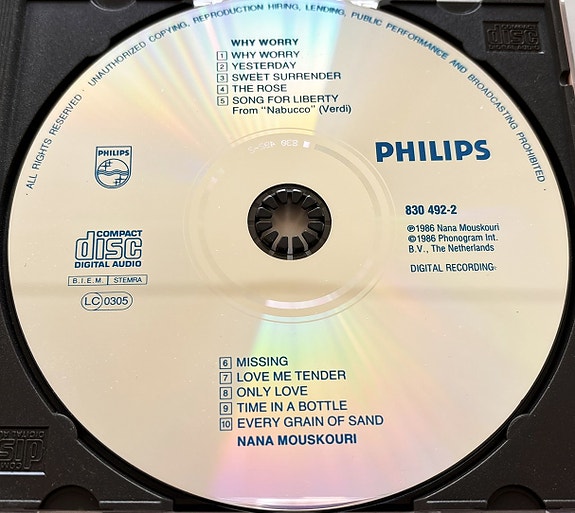 · ALL RIGHTS RESERVED · UNAUTHORIZED COPYING, REPRODUCTION HIRING, LENDING, PUBLIC PERFORMANCE AND BROADCASTING PROHIBITED
WHY WORRY
1 WHY WORRY
2 YESTERDAY
3 SWEET SURRENDER
4 THE ROSE
5 SONG FOR LIBERTY
From "Nabucco" (Verdi)
COMPACT
DIGITAL AUDIO
PHILIPS
PHILIPS
830 492-2
℗1986 Nana Mouskouri
©1986 Phonogram Int.
B.V., The Netherlands
DIGITAL RECORDING:
COMPACT
disc
DIGITAL AUDIO
B.I.E.M. STEMRA
LC 0305
6 MISSING
7 LOVE ME TENDER
8 ONLY LOVE
9 TIME IN A BOTTLE
10 EVERY GRAIN OF SAND
NANA MOUSKOURI